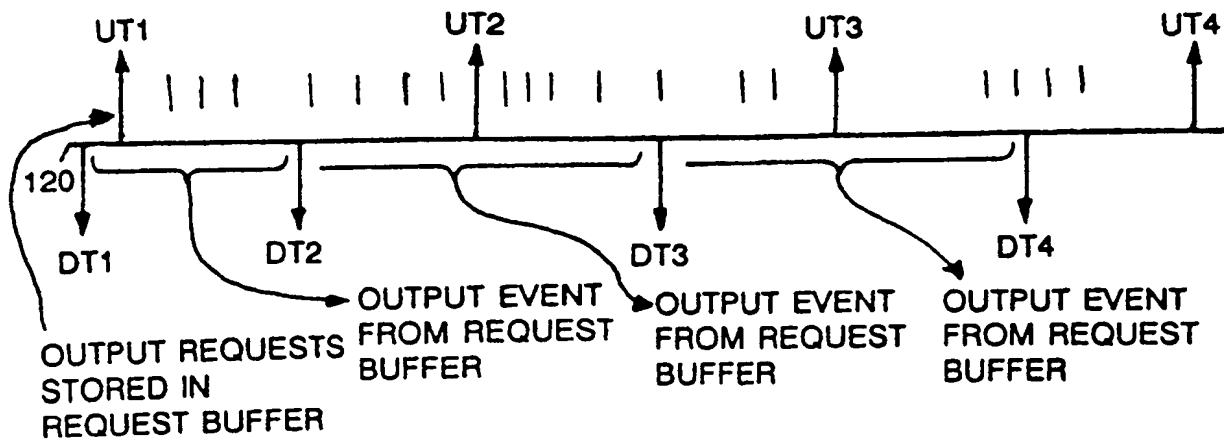 UT1
UT2
UT3
UT4
120
DT1
DT2
DT3
DT4
OUTPUT REQUESTS
STORED IN
REQUEST BUFFER
OUTPUT EVENT
FROM REQUEST
BUFFER
OUTPUT EVENT
FROM REQUEST
BUFFER
OUTPUT EVENT
FROM REQUEST
BUFFER